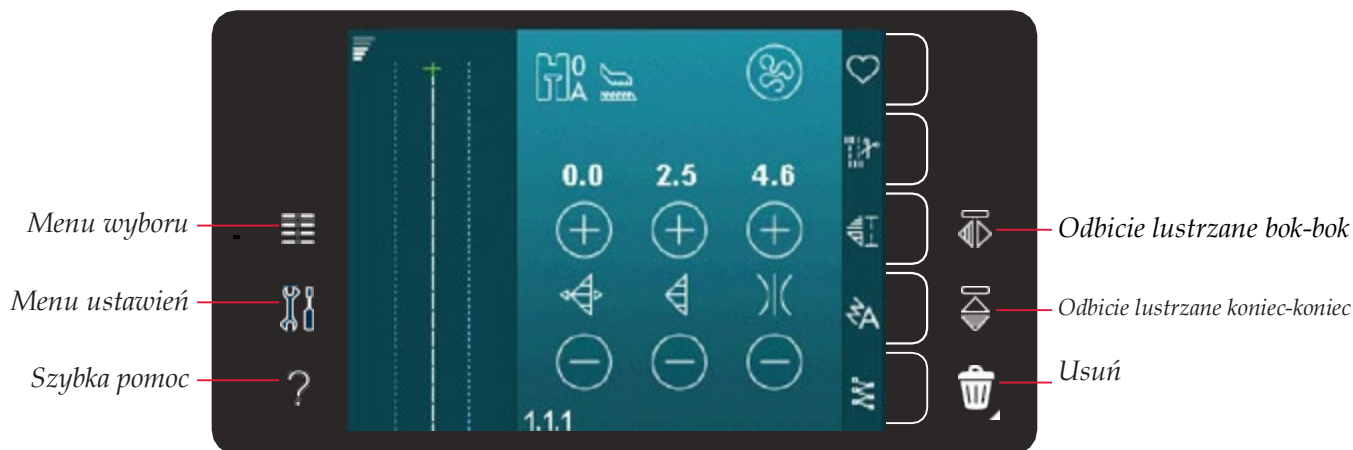 0
A
0.0 2.5 4.6
A
1.1.1
Menu wyboru
Menu ustawień
Szybka pomoc
?
Odbicie lustrzane bok-bok
Odbicie lustrzane koniec-koniec
Usuń